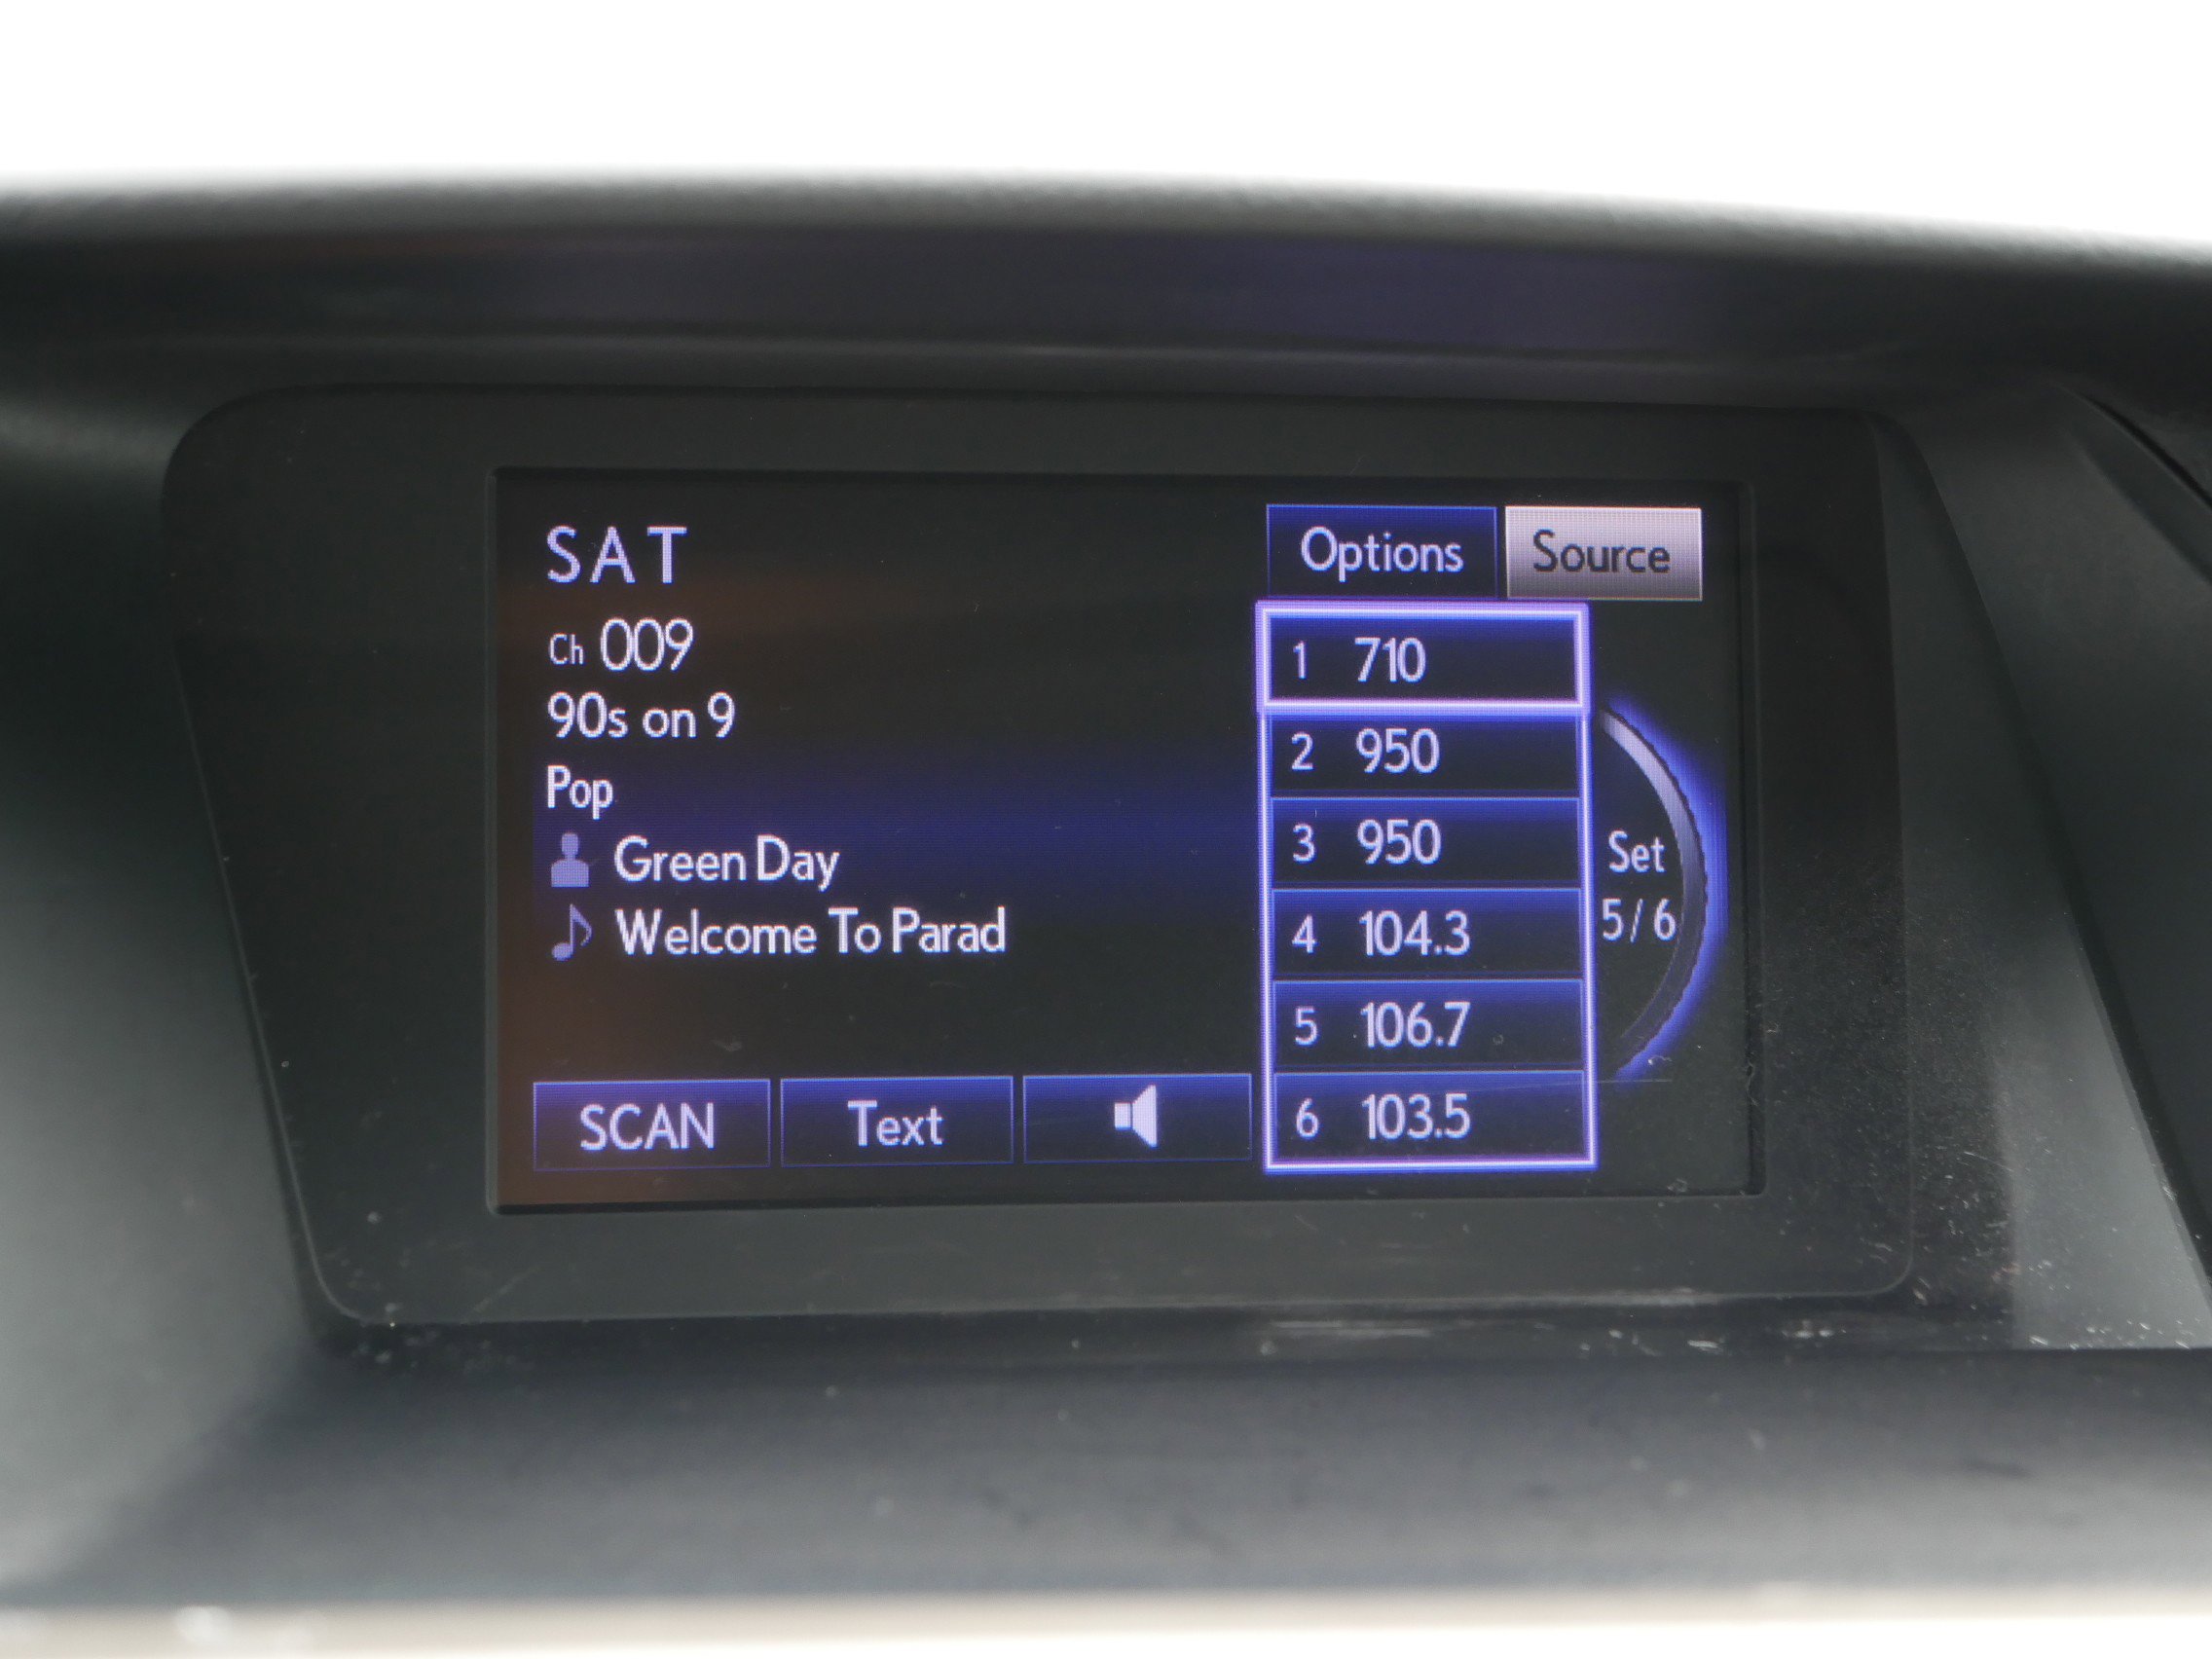 SAT
Ch 009
90s on 9
Pop
Green Day
Welcome To Parad
SCAN Text
Options Source
1 710
2 950
3 950
4 104.3
5 106.7
6 103.5
Set
5/6